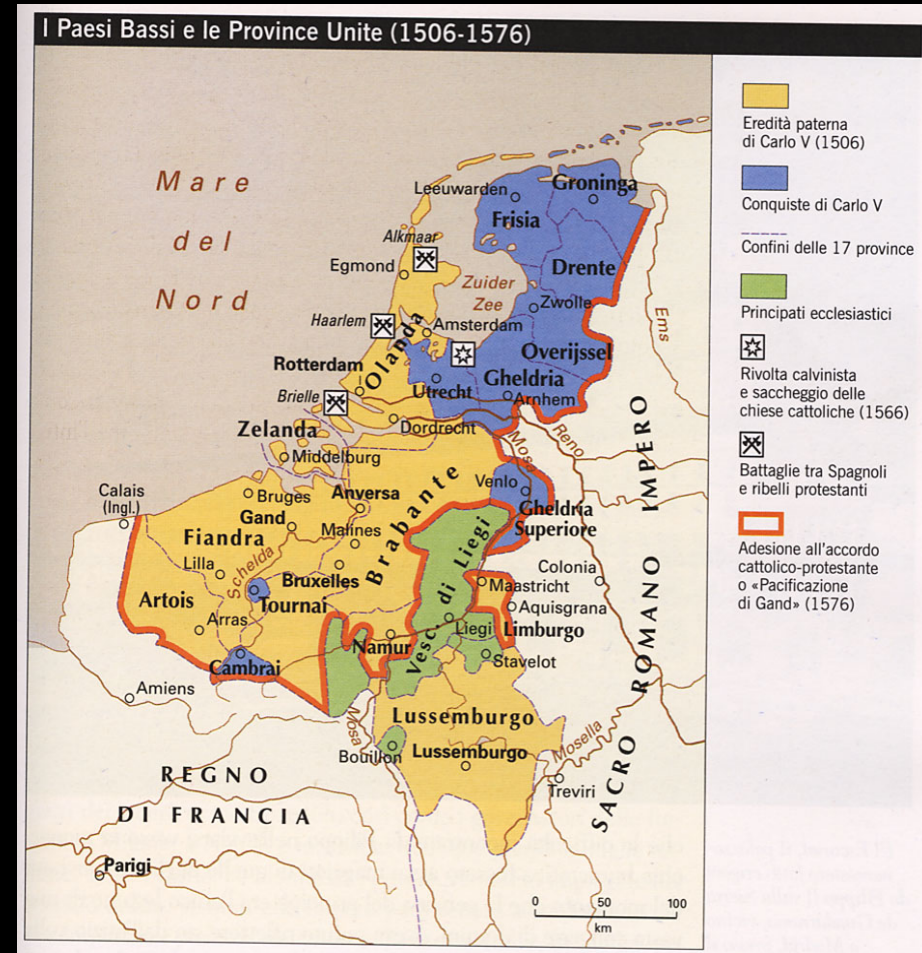 I Paesi Bassi e le Province Unite (1506-1576)
Mare
del
Nord
Leeuwarden
Groninga
Frisia
Alkmaar
Egmond
Drente
Zuider
Zee
Zwolle
Ems
Haarlem
Amsterdam
Olanda
Overijssel
Rotterdam
Utrecht
Gheldria
Arnhem
Brielle
Dordrecht
Zelanda
Mosa
Reno
Middelburg
Calais
(Ingl.)
Bruges
Anversa
Venlo
Gand
Brabante
Gheldria
Superiore
Fiandra
Malines
Lilla
Schelda
Bruxelles
Colonia
Maastricht
Artois
Tournai
Aquisgrana
Arras
Vesc. di Liegi
Liegi
Limburgo
Namur
Cambrai
Stavelot
Amiens
Lussemburgo
Mosa
Bouillon
Lussemburgo
Mosella
Treviri
REGNO
DI FRANCIA
SACRO ROMANO IMPERO
Parigi
0 50 100
km
Eredità paterna
di Carlo V (1506)
Conquiste di Carlo V
Confini delle 17 province
Principati ecclesiastici
Rivolta calvinista
e saccheggio delle
chiese cattoliche (1566)
Battaglie tra Spagnoli
e ribelli protestanti
Adesione all'accordo
cattolico-protestante
o «Pacificazione
di Gand» (1576)